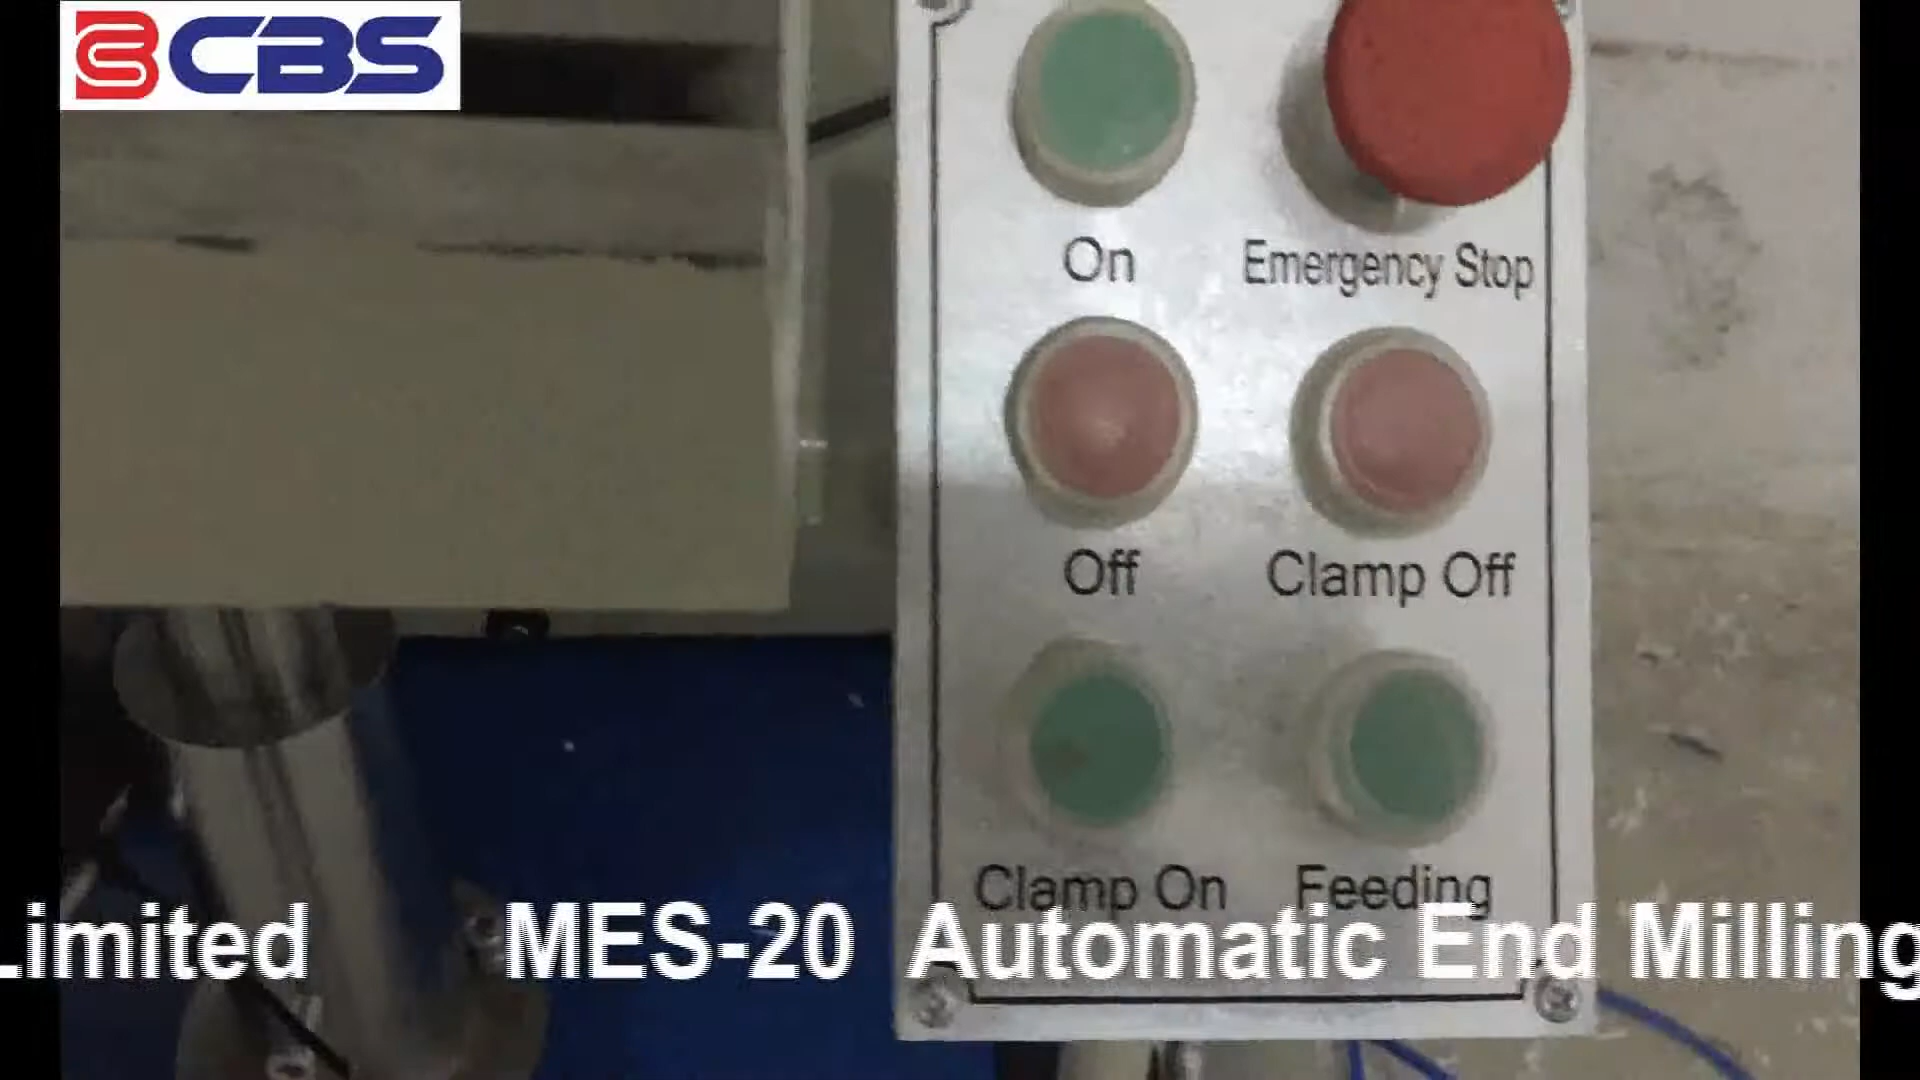 CBS
On
Emergency Stop
Off
Clamp Off
Clamp On
Feeding
Limited MES-20 Automatic End Milling